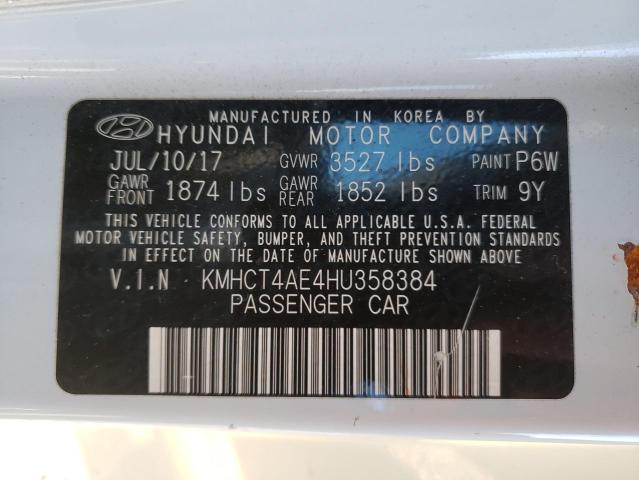 MANUFACTURED IN KOREA BY
HYUNDAI MOTOR COMPANY
JUL/10/17 GVWR 3527 lbs PAINT P6W
GAWR FRONT 1874 lbs GAWR REAR 1852 lbs TRIM 9Y
THIS VEHICLE CONFORMS TO ALL APPLICABLE U.S.A. FEDERAL
MOTOR VEHICLE SAFETY, BUMPER, AND THEFT PREVENTION STANDARDS
IN EFFECT ON THE DATE OF MANUFACTURE SHOWN ABOVE
V.I.N KMHCT4AE4HU358384
PASSENGER CAR